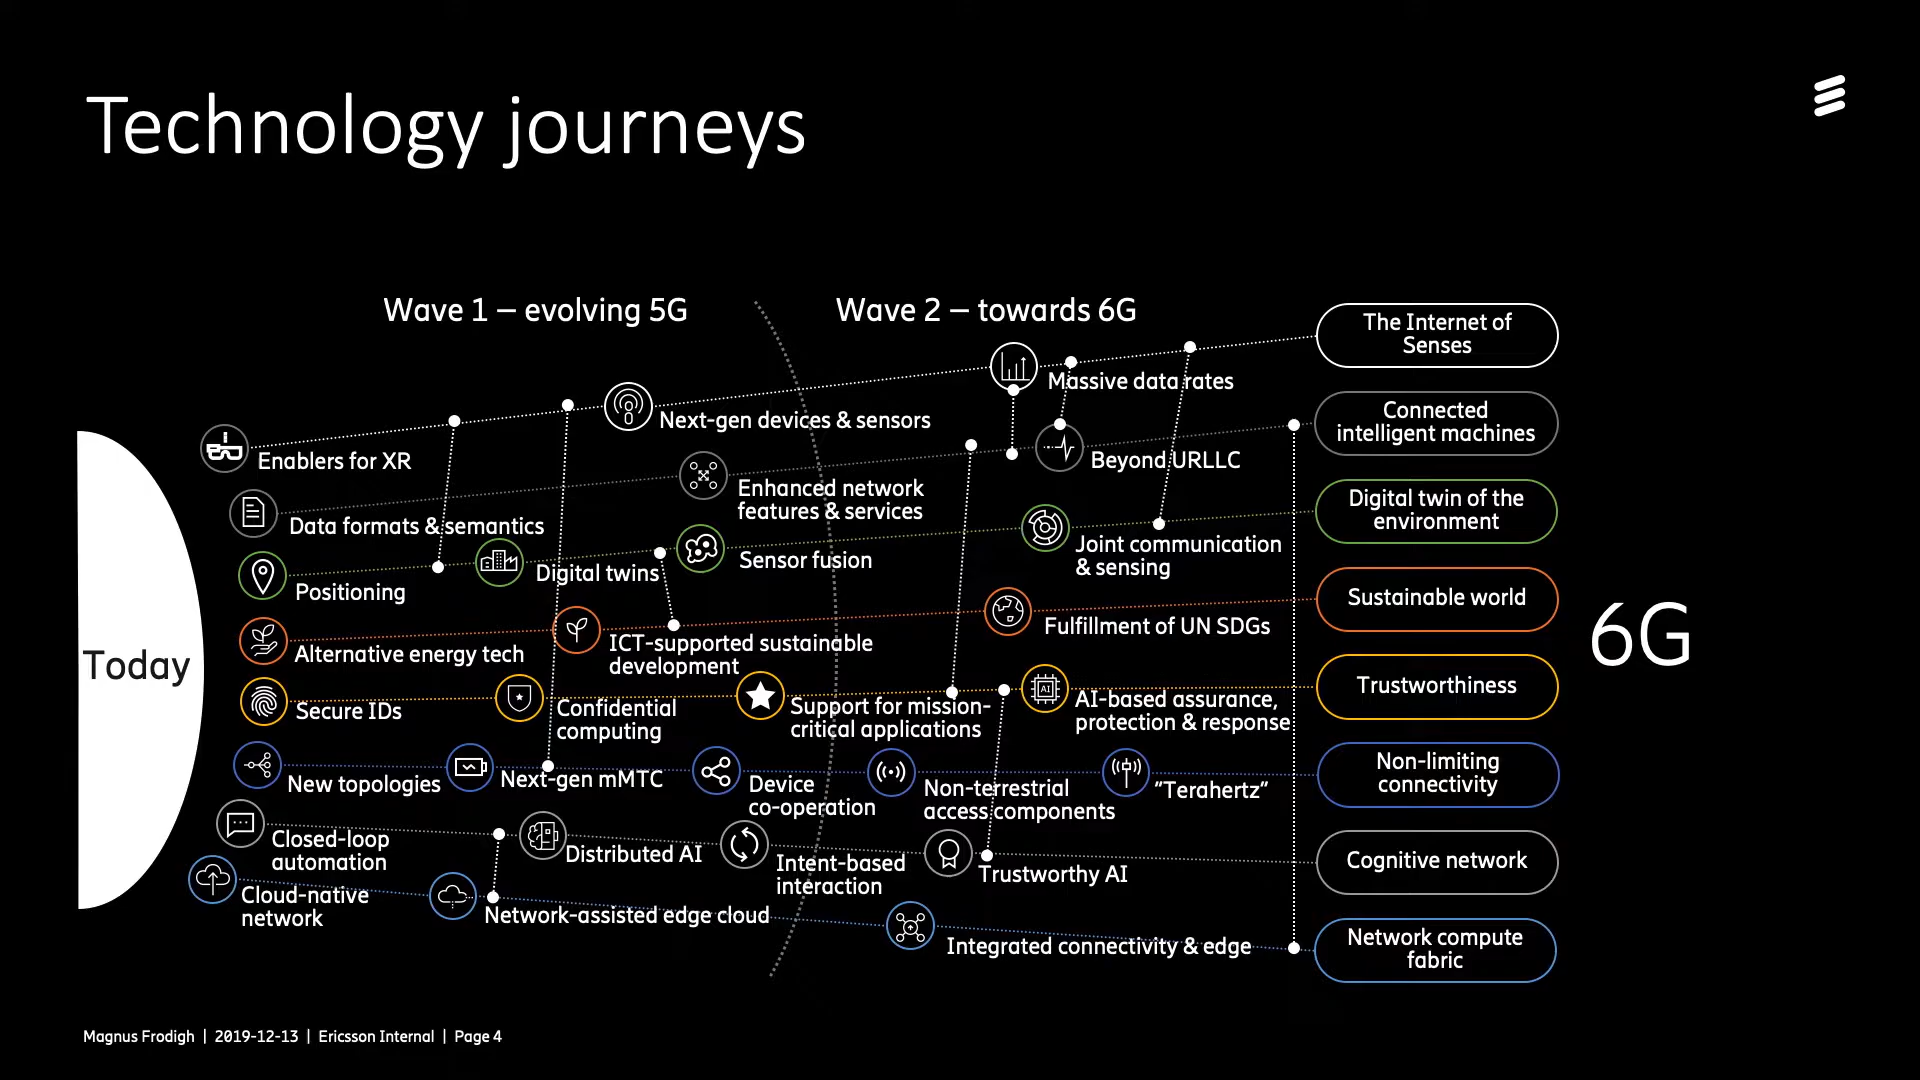 Technology journeys
Wave 1 – evolving 5G
Wave 2 – towards 6G
The Internet of
Senses
Massive data rates
Next-gen devices & sensors
Enablers for XR
Connected
intelligent machines
Beyond URLLC
Enhanced network
features & services
Data formats & semantics
Digital twin of the
environment
Joint communication
& sensing
Sensor fusion
Digital twins
Positioning
Sustainable world
Fulfillment of UN SDGs
ICT-supported sustainable
development
Alternative energy tech
Today
6G
Trustworthiness
AI
AI-based assurance,
protection & response
Support for mission-
critical applications
Confidential
computing
Secure IDs
Non-limiting
connectivity
"Terahertz"
Non-terrestrial
access components
Device
co-operation
Next-gen mMTC
New topologies
Cognitive network
Trustworthy AI
Intent-based
interaction
Distributed AI
Closed-loop
automation
Network compute
fabric
Integrated connectivity & edge
Network-assisted edge cloud
Cloud-native
network
Magnus Frodigh | 2019-12-13 | Ericsson Internal | Page 4